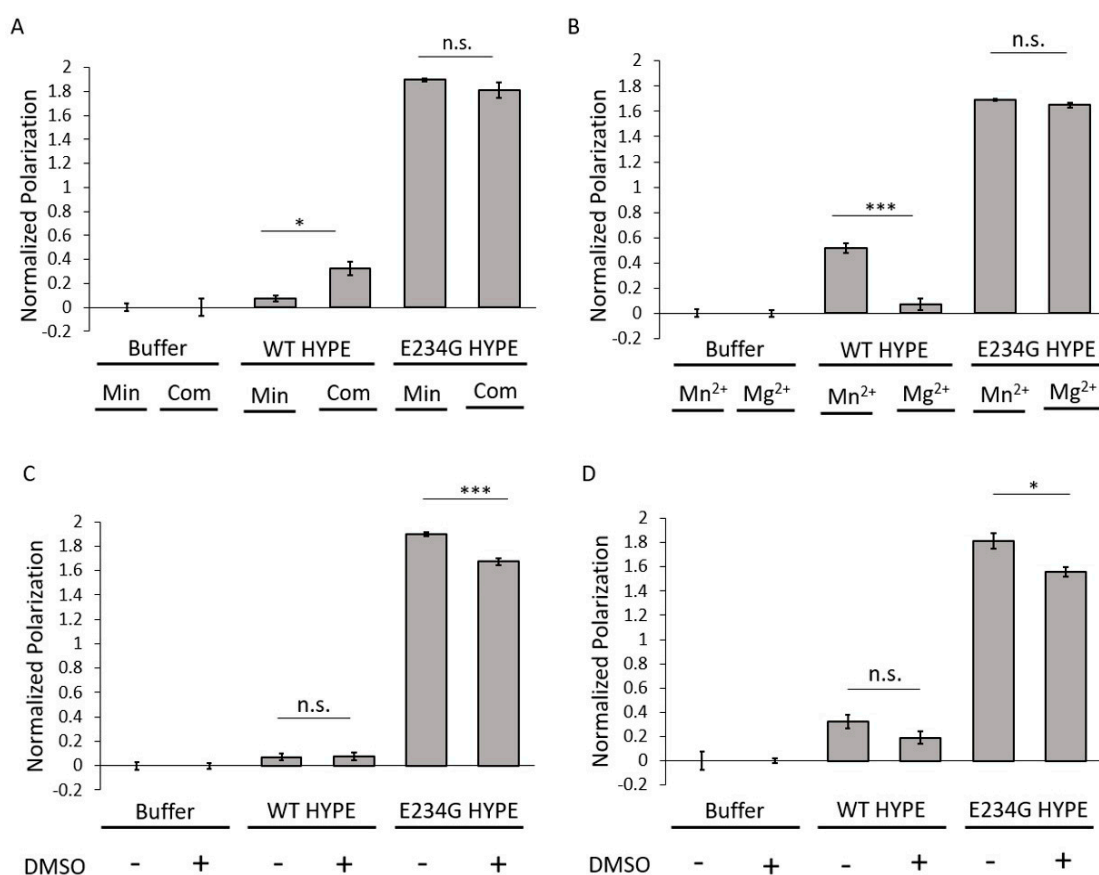 A
n.s.
*
Normalized Polarization
2
1.8
1.6
1.4
1.2
1
0.8
0.6
0.4
0.2
0
-0.2
Buffer WT HYPE E234G HYPE
Min Com Min Com Min Com
B
n.s.
***
Normalized Polarization
2
1.8
1.6
1.4
1.2
1
0.8
0.6
0.4
0.2
0
-0.2
Buffer WT HYPE E234G HYPE
Mn²⁺ Mg²⁺ Mn²⁺ Mg²⁺ Mn²⁺ Mg²⁺
C
***
n.s.
Normalized Polarization
2
1.8
1.6
1.4
1.2
1
0.8
0.6
0.4
0.2
0
-0.2
Buffer WT HYPE E234G HYPE
DMSO - + - + - +
D
*
n.s.
Normalized Polarization
2
1.8
1.6
1.4
1.2
1
0.8
0.6
0.4
0.2
0
-0.2
Buffer WT HYPE E234G HYPE
DMSO - + - + - +